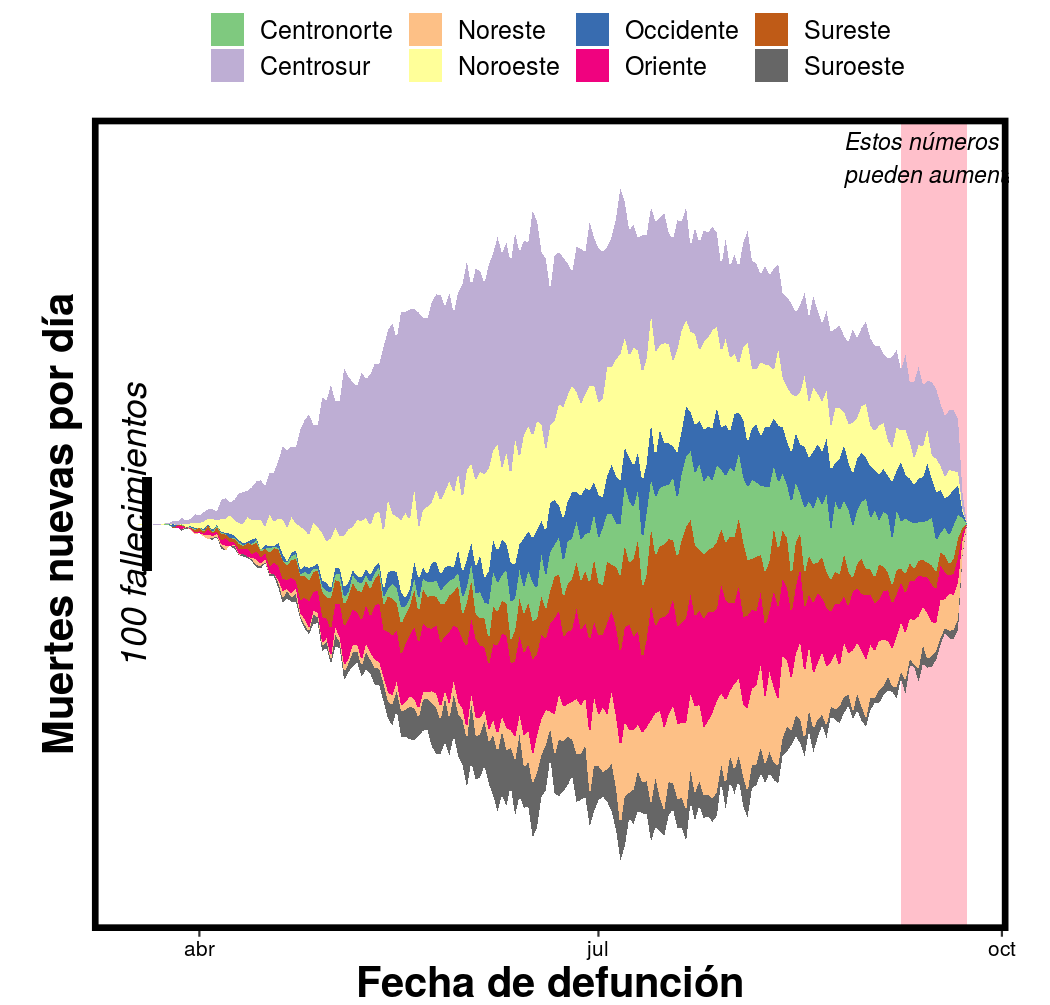 Centronorte Noreste Occidente Sureste
Centrosur Noroeste Oriente Suroeste
Estos números
pueden aument
Muertes nuevas por día
100 fallecimientos
abr jul oct
Fecha de defunción